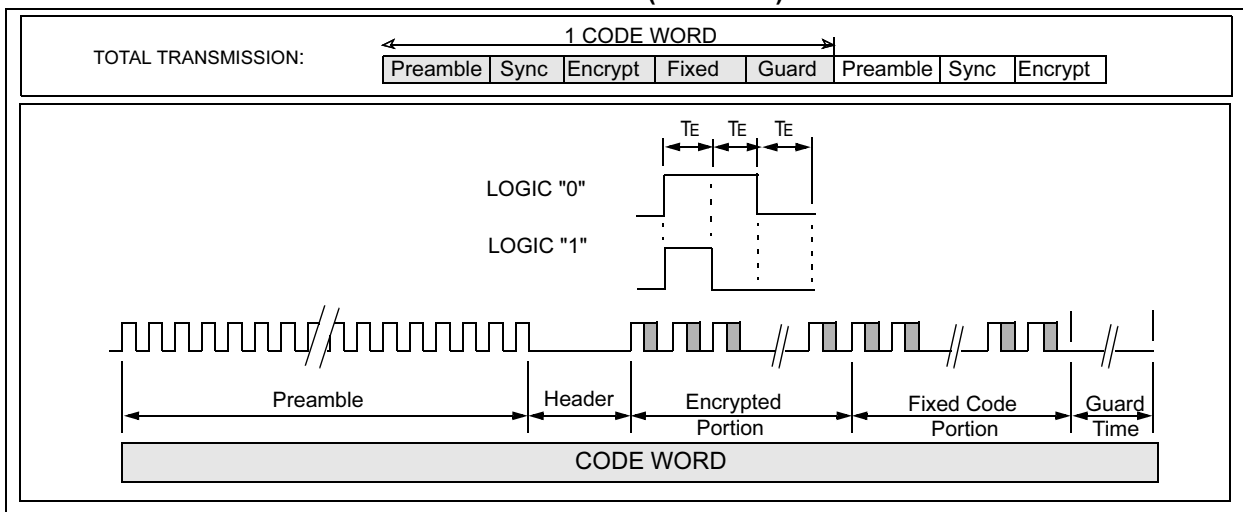 1 CODE WORD
TOTAL TRANSMISSION:
Preamble Sync Encrypt Fixed Guard Preamble Sync Encrypt
TE TE TE
LOGIC "0"
LOGIC "1"
Preamble Header Encrypted Portion Fixed Code Portion Guard Time
CODE WORD